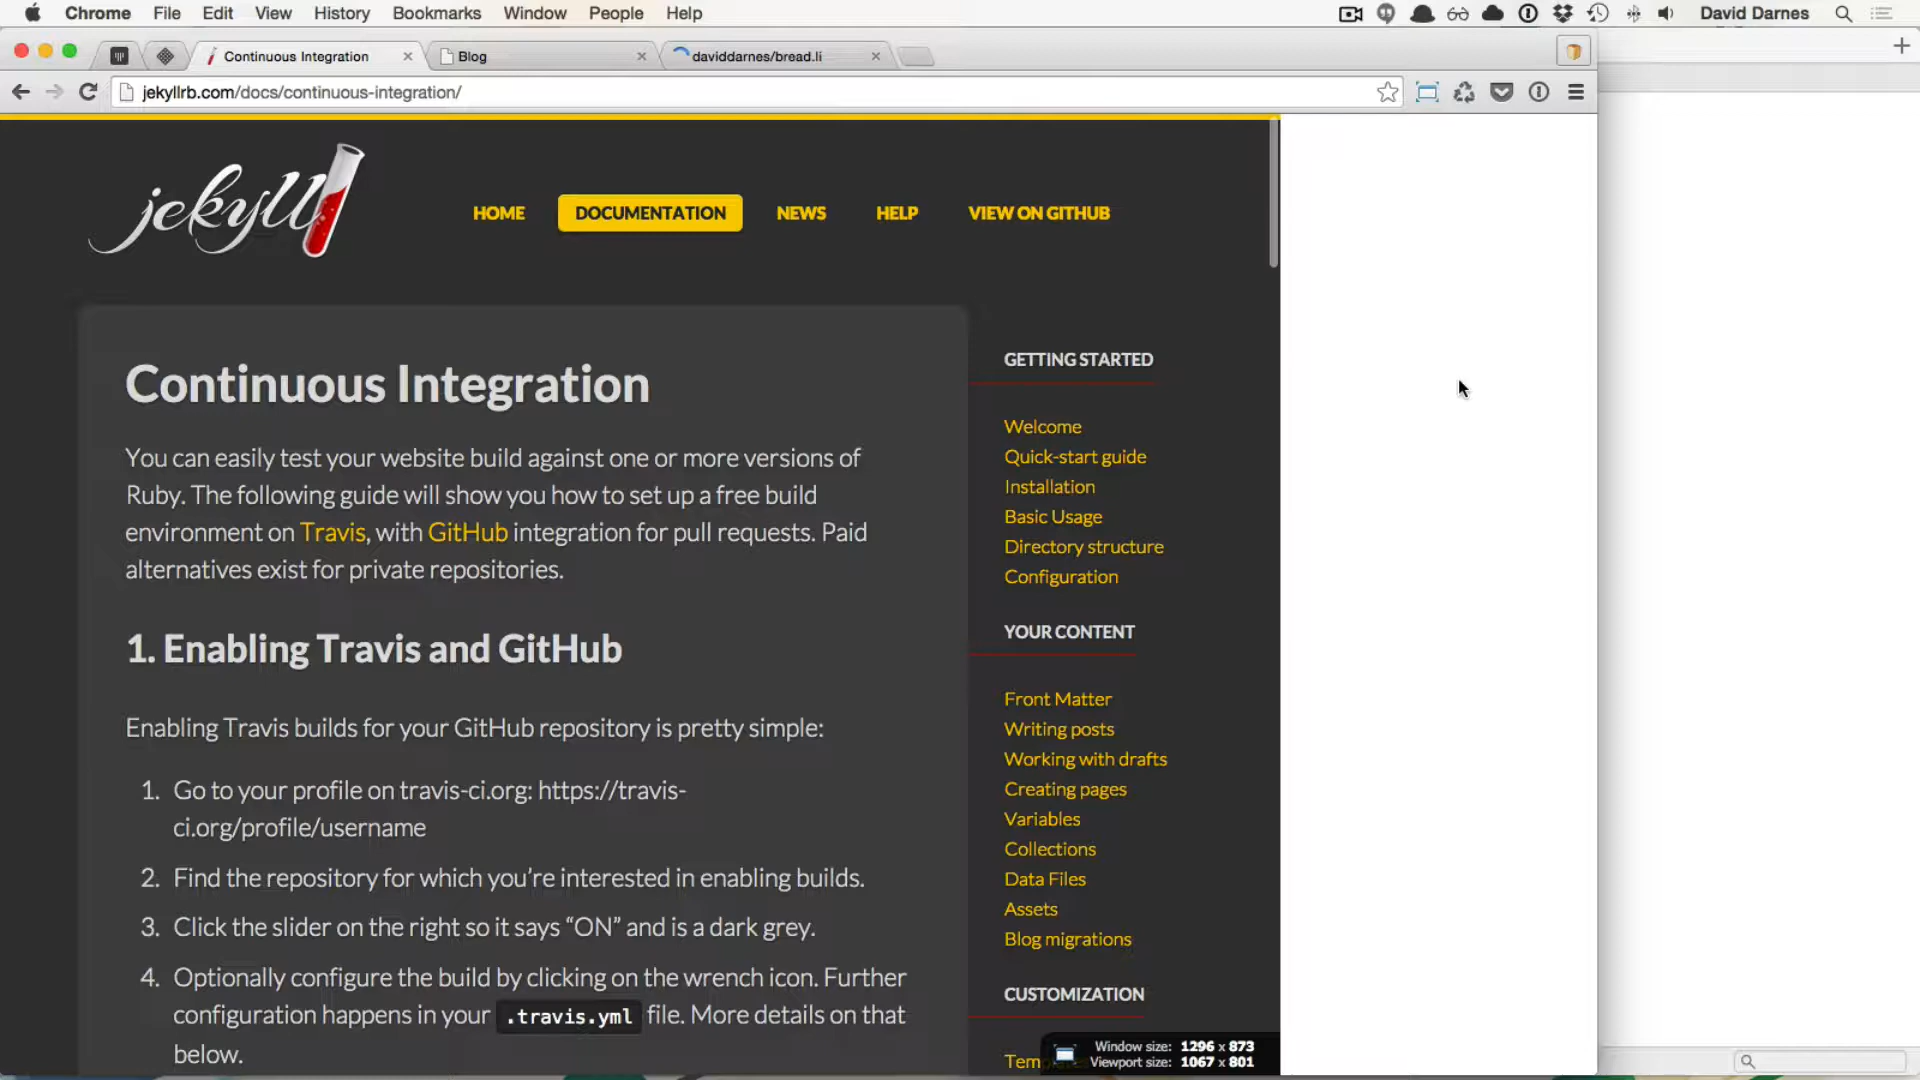 Chrome File Edit View History Bookmarks Window People Help David Darnes
Continuous Integration Blog daviddarnes/bread.li
jekyllrb.com/docs/continuous-integration/
jekyll
HOME DOCUMENTATION NEWS HELP VIEW ON GITHUB
Continuous Integration
You can easily test your website build against one or more versions of
Ruby. The following guide will show you how to set up a free build
environment on Travis, with GitHub integration for pull requests. Paid
alternatives exist for private repositories.
1. Enabling Travis and GitHub
Enabling Travis builds for your GitHub repository is pretty simple:
1. Go to your profile on travis-ci.org: https://travis-
ci.org/profile/username
2. Find the repository for which you’re interested in enabling builds.
3. Click the slider on the right so it says “ON” and is a dark grey.
4. Optionally configure the build by clicking on the wrench icon. Further
configuration happens in your .travis.yml file. More details on that
below.
GETTING STARTED
Welcome
Quick-start guide
Installation
Basic Usage
Directory structure
Configuration
YOUR CONTENT
Front Matter
Writing posts
Working with drafts
Creating pages
Variables
Collections
Data Files
Assets
Blog migrations
CUSTOMIZATION
Window size: 1296 x 873
Viewport size: 1067 x 801